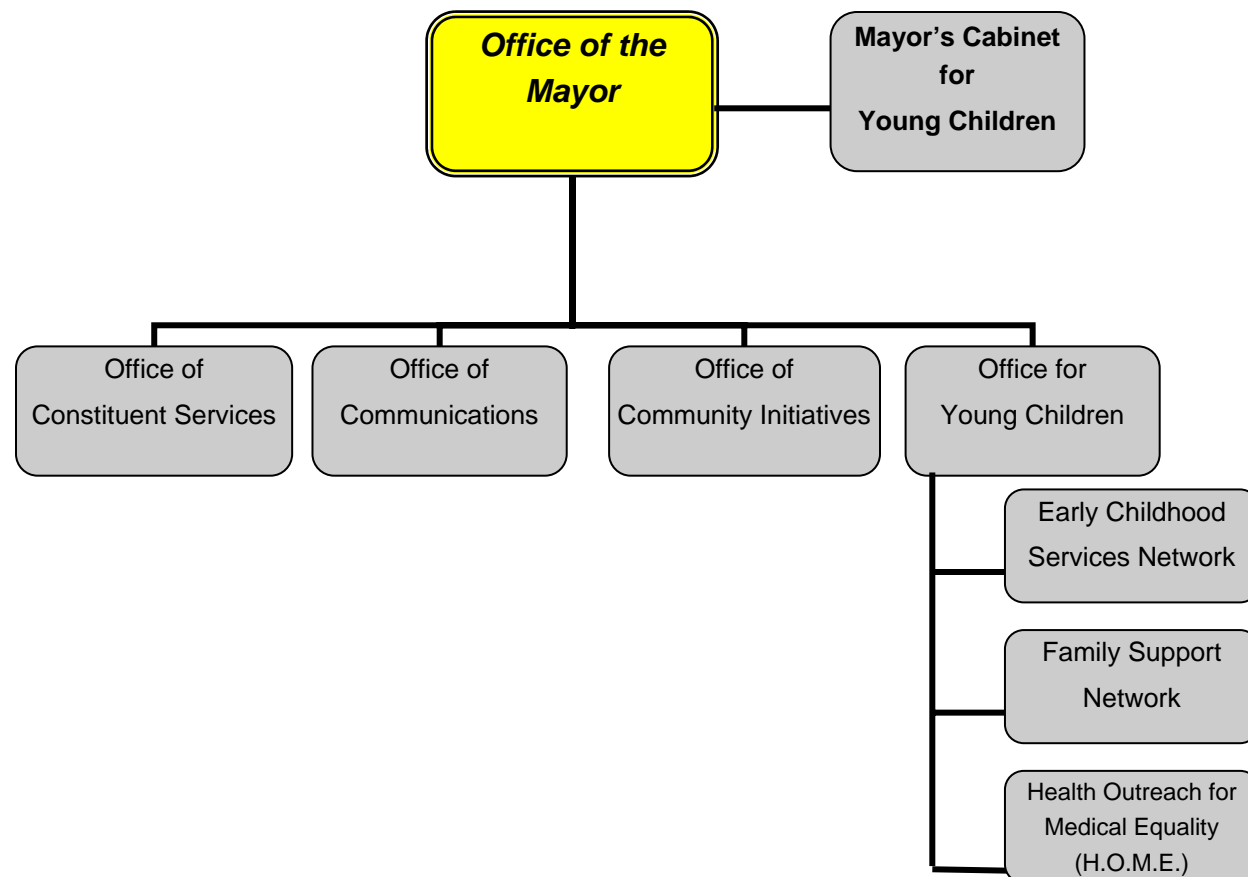 Office of the
Mayor
Mayor’s Cabinet
for
Young Children
Office of
Constituent Services
Office of
Communications
Office of
Community Initiatives
Office for
Young Children
Early Childhood
Services Network
Family Support
Network
Health Outreach for
Medical Equality
(H.O.M.E.)